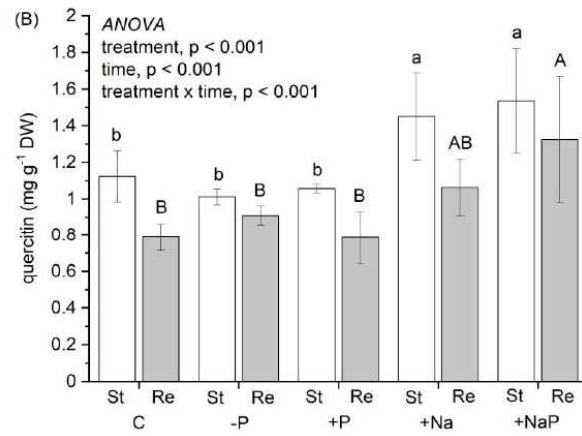 (B)
ANOVA
treatment, p < 0.001
time, p < 0.001
treatment x time, p < 0.001
quercitin (mg g⁻¹ DW)
2
1.8
1.6
1.4
1.2
1
0.8
0.6
0.4
0.2
0
b
B
b
B
b
B
a
AB
a
A
St Re St Re St Re St Re St Re
C -P +P +Na +NaP